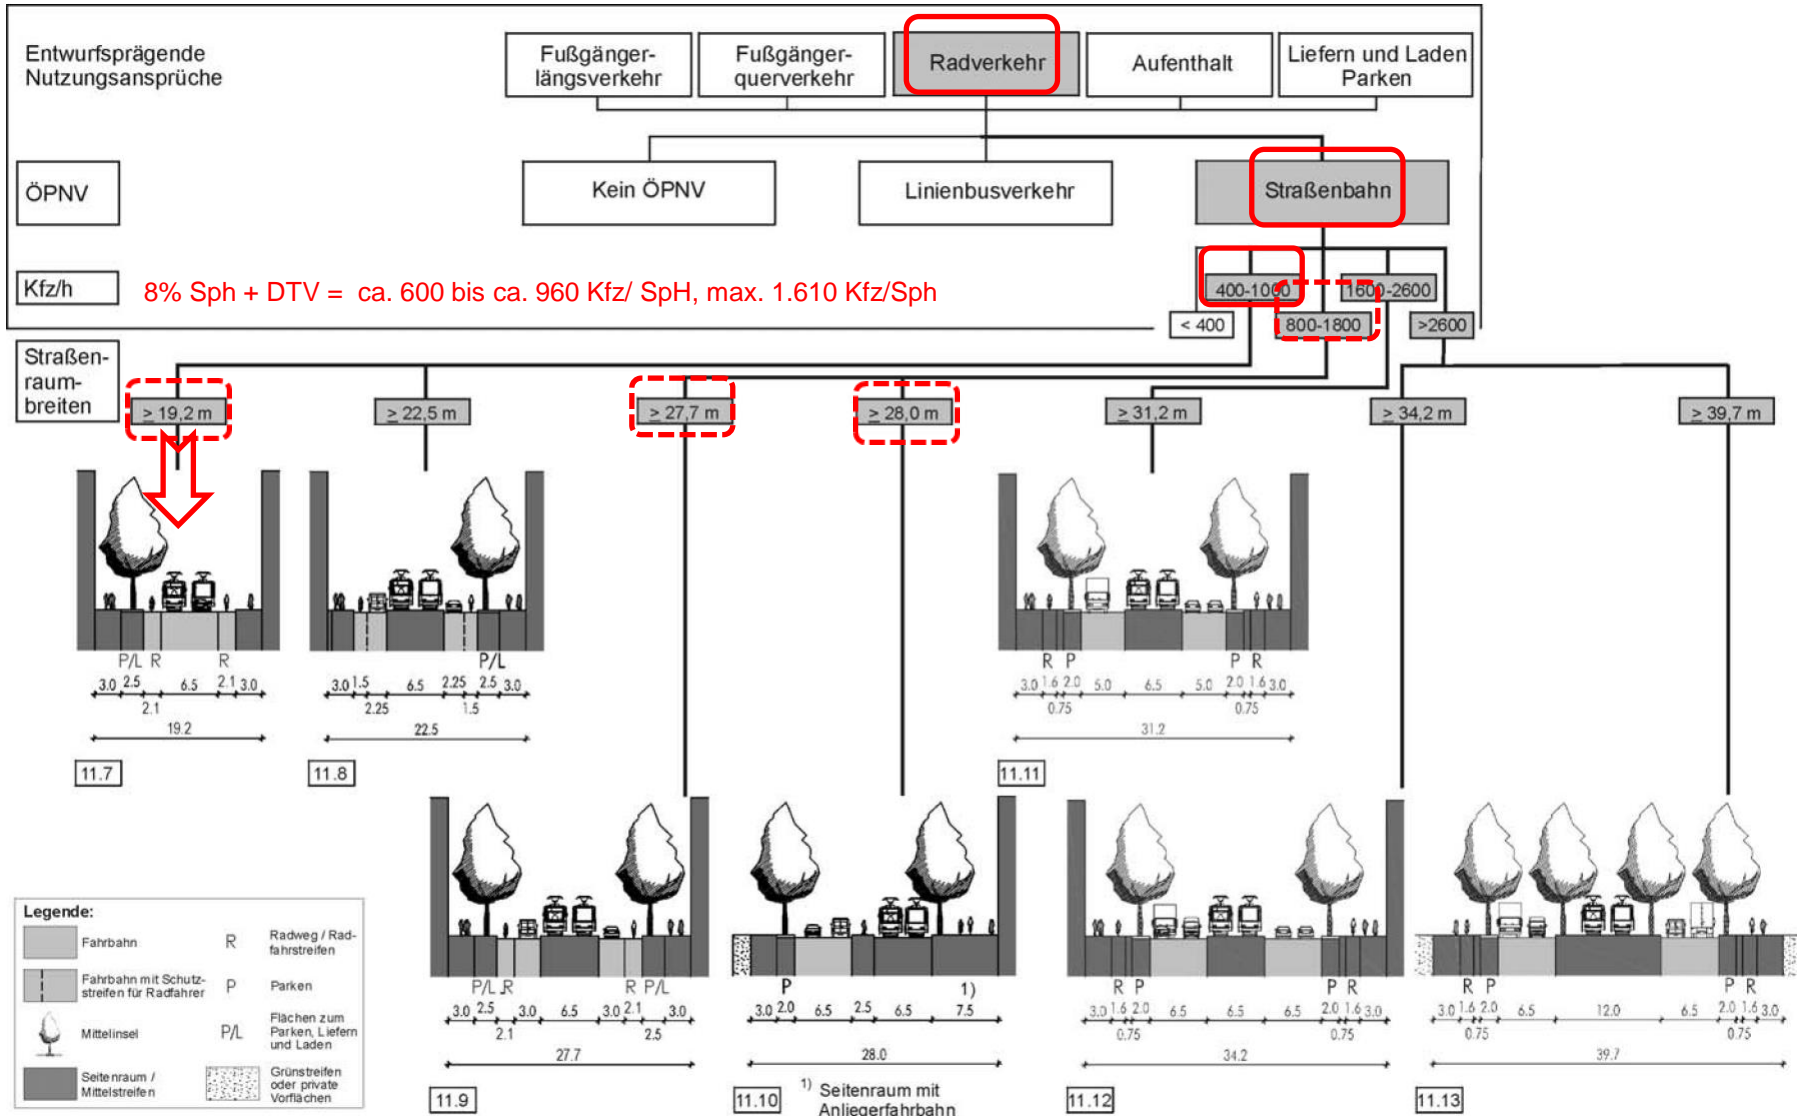 Entwurfsprägende
Nutzungsansprüche
Fußgänger-
längsverkehr
Fußgänger-
querverkehr
Radverkehr
Aufenthalt
Liefern und Laden
Parken
ÖPNV
Kein ÖPNV
Linienbusverkehr
Straßenbahn
Kfz/h
8% Sph + DTV = ca. 600 bis ca. 960 Kfz/ SpH, max. 1.610 Kfz/Sph
400-1000
1600-2600
< 400
800-1800
>2600
Straßen-
raum-
breiten
≥ 19,2 m
≥ 22,5 m
≥ 27,7 m
≥ 28,0 m
≥ 31,2 m
≥ 34,2 m
≥ 39,7 m
P/L R R
3.0 2.5 6.5 2.1 3.0
2.1
19.2
11.7
P/L
3.0 1.5 6.5 2.25 2.5 3.0
2.25 1.5
22.5
11.8
R P P R
3.0 1.6 2.0 5.0 6.5 5.0 2.0 1.6 3.0
0.75 0.75
31.2
11.11
P/L R R P/L
3.0 2.5 3.0 6.5 3.0 2.1 3.0
2.1 2.5
27.7
11.9
P 1)
3.0 2.0 6.5 2.5 6.5 7.5
28.0
11.10
1) Seitenraum mit
Anliegerfahrbahn
R P P R
3.0 1.6 2.0 6.5 6.5 6.5 2.0 1.6 3.0
0.75 0.75
34.2
11.12
R P P R
3.0 1.6 2.0 6.5 12.0 6.5 2.0 1.6 3.0
0.75 0.75
39.7
11.13
Legende:
Fahrbahn
R Radweg / Rad-
fahrstreifen
Fahrbahn mit Schutz-
streifen für Radfahrer
P Parken
Mittelinsel
P/L Flächen zum
Parken, Liefern
und Laden
Seitenraum /
Mittelstreifen
Grünstreifen
oder private
Vorflächen